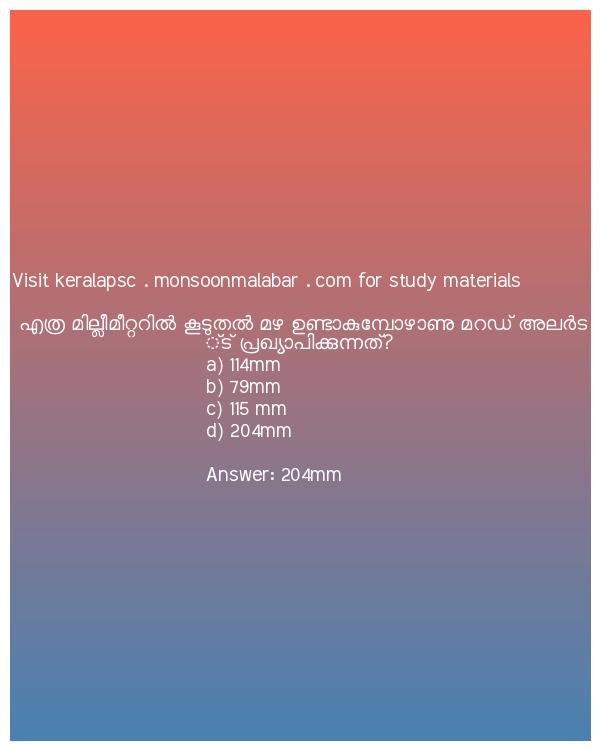 Visit keralapsc . monsoonmalabar . com for study materials
എത്ര മില്ലീമീറ്ററിൽ കൂടുതൽ മഴ ഉണ്ടാകുമ്പോഴാണു മറഡ് അലർട
്ട് പ്രഖ്യാപിക്കുന്നത്?
a) 114mm
b) 79mm
c) 115 mm
d) 204mm
Answer: 204mm